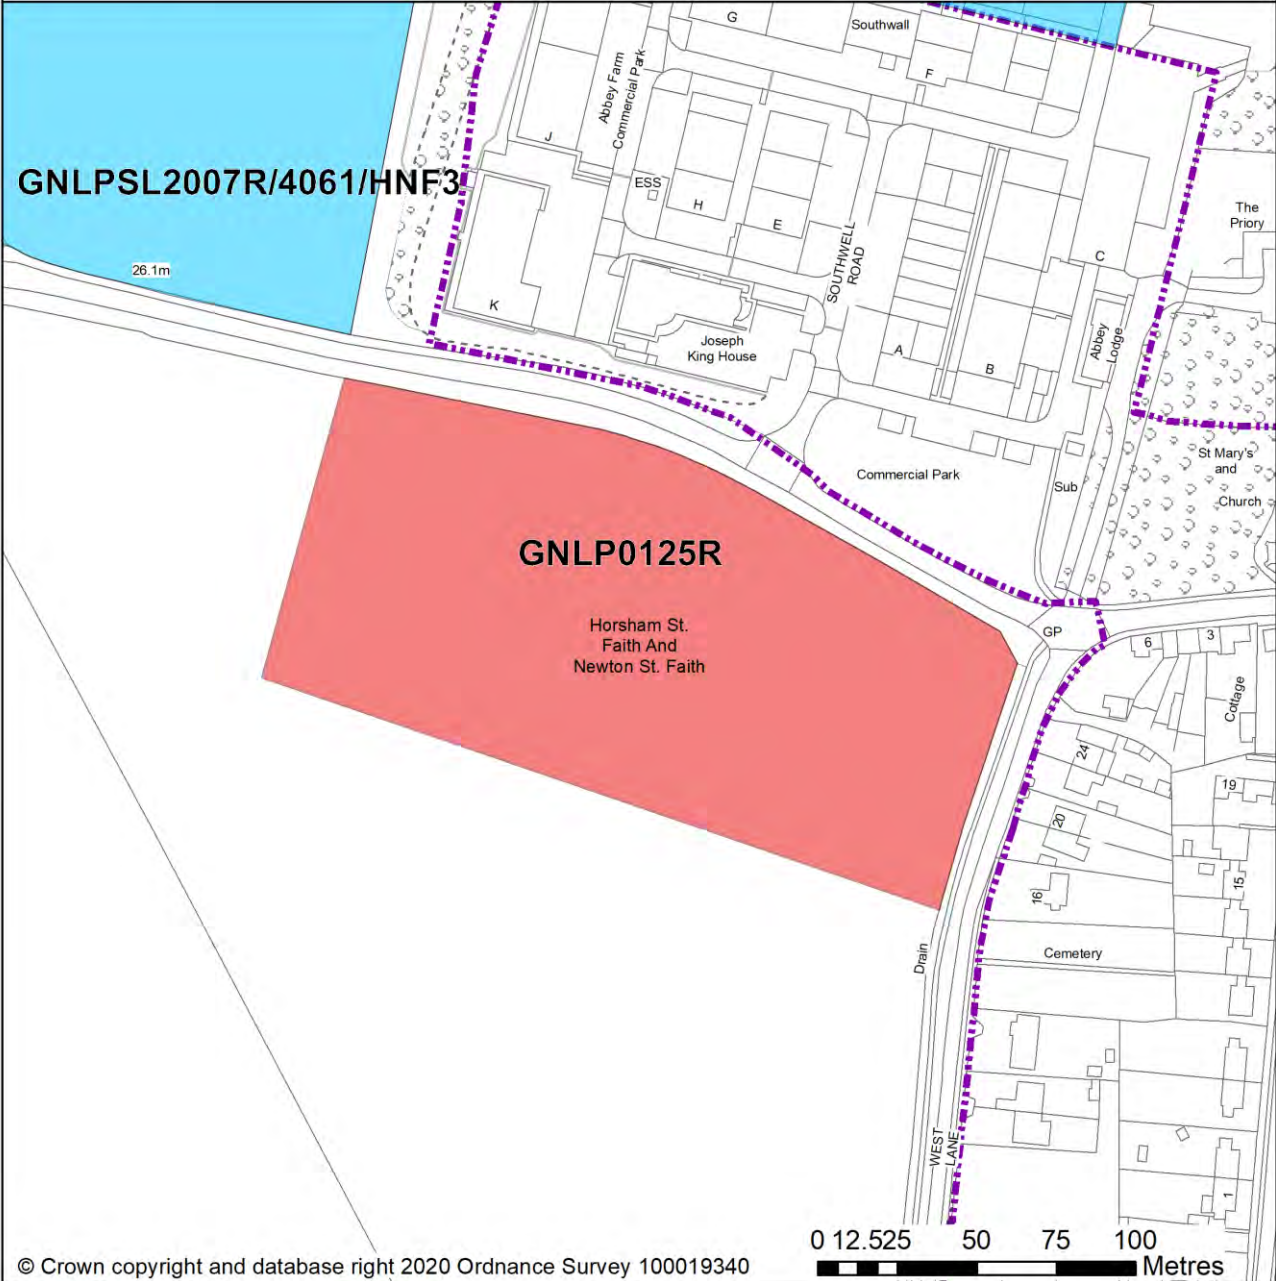 G
Southwall
F
Abbey Farm
Commercial Park
J
GNLPSL2007R/4061/HNF3
ESS
H
E
The
Priory
SOUTHWELL
ROAD
C
26.1m
K
Joseph
King House
A
B
Abbey
Lodge
Commercial Park
Sub
St Mary's
and
Church
GNLP0125R
Horsham St.
Faith And
Newton St. Faith
GP
6
3
Cottage
24
19
20
15
16
Drain
Cemetery
WEST
LANE
1
0 12.525 50 75 100
Metres
© Crown copyright and database right 2020 Ordnance Survey 100019340